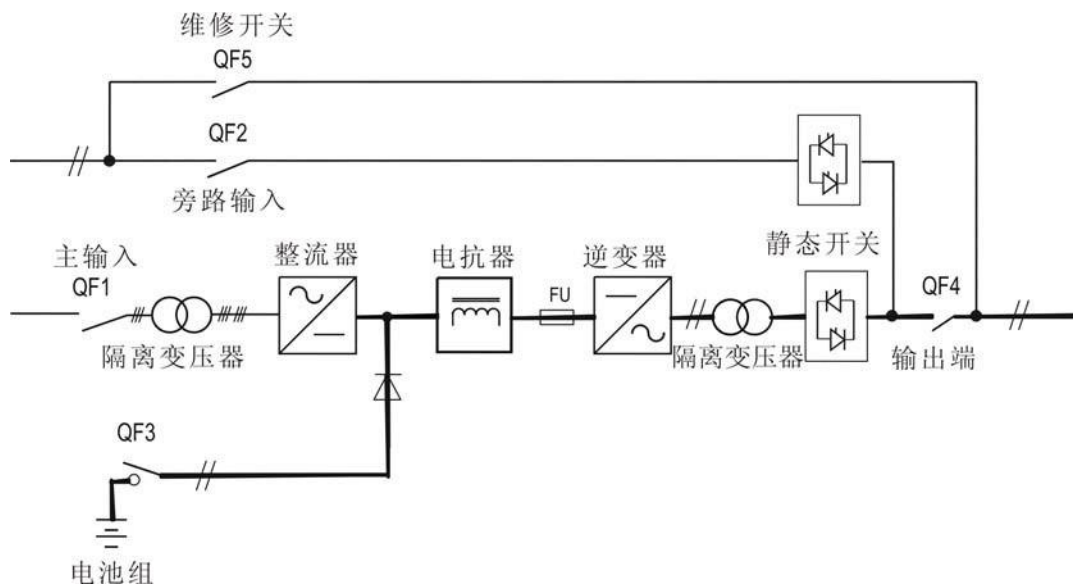 维修开关
QF5
QF2
旁路输入
主输入
QF1
隔离变压器
整流器
电抗器
FU
逆变器
隔离变压器
静态开关
QF4
输出端
QF3
电池组